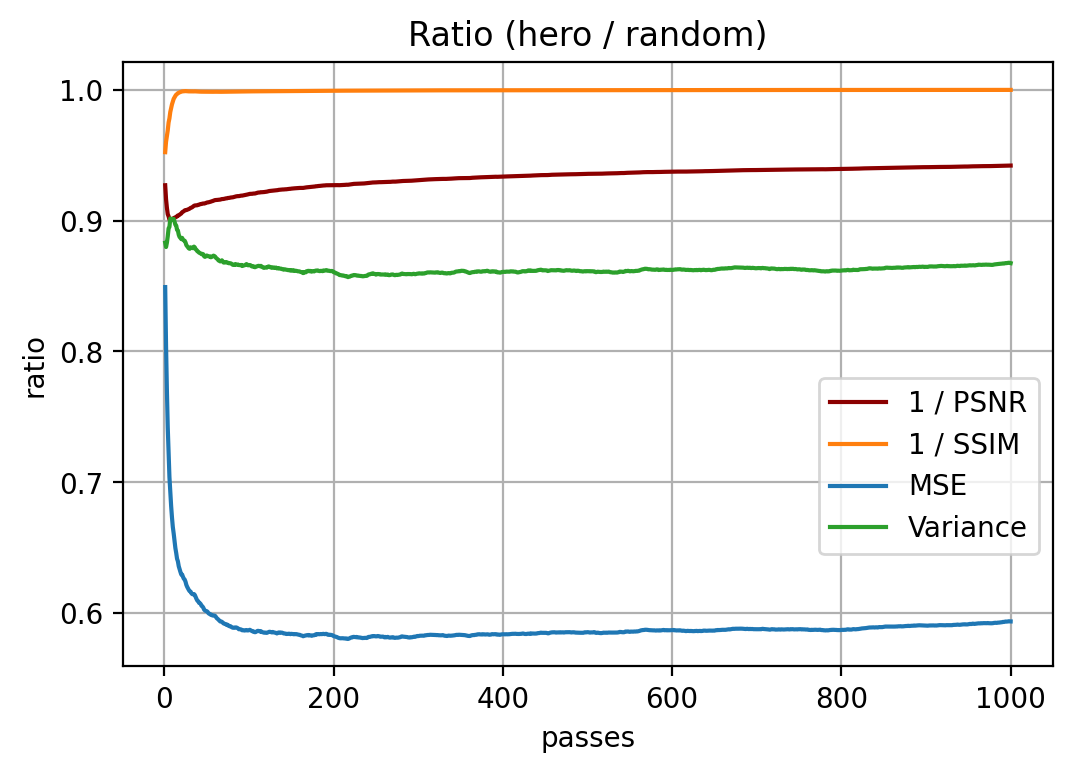 Ratio (hero / random)
1.0
0.9
0.8
0.7
0.6
ratio
1 / PSNR
1 / SSIM
MSE
Variance
0 200 400 600 800 1000
passes